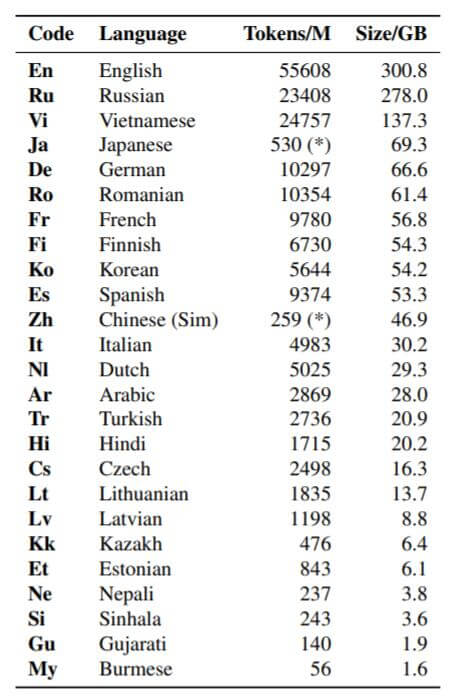 Code Language Tokens/M Size/GB
En English 55608 300.8
Ru Russian 23408 278.0
Vi Vietnamese 24757 137.3
Ja Japanese 530 (*) 69.3
De German 10297 66.6
Ro Romanian 10354 61.4
Fr French 9780 56.8
Fi Finnish 6730 54.3
Ko Korean 5644 54.2
Es Spanish 9374 53.3
Zh Chinese (Sim) 259 (*) 46.9
It Italian 4983 30.2
Nl Dutch 5025 29.3
Ar Arabic 2869 28.0
Tr Turkish 2736 20.9
Hi Hindi 1715 20.2
Cs Czech 2498 16.3
Lt Lithuanian 1835 13.7
Lv Latvian 1198 8.8
Kk Kazakh 476 6.4
Et Estonian 843 6.1
Ne Nepali 237 3.8
Si Sinhala 243 3.6
Gu Gujarati 140 1.9
My Burmese 56 1.6